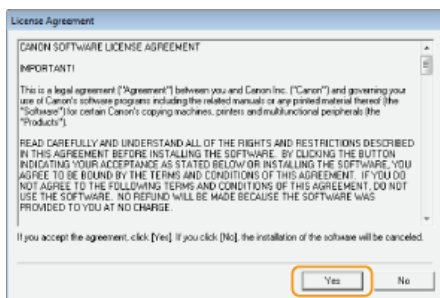 License Agreement
CANON SOFTWARE LICENSE AGREEMENT
IMPORTANT!
This is a legal agreement ("Agreement") between you and Canon Inc. ("Canon") and governing your
use of Canon's software programs including the related manuals or any printed material thereof (the
"Software") for certain Canon's copying machines, printers and multifunctional peripherals (the
"Products").
READ CAREFULLY AND UNDERSTAND ALL OF THE RIGHTS AND RESTRICTIONS DESCRIBED
IN THIS AGREEMENT BEFORE INSTALLING THE SOFTWARE. BY CLICKING THE BUTTON
INDICATING YOUR ACCEPTANCE AS STATED BELOW OR INSTALLING THE SOFTWARE, YOU
AGREE TO BE BOUND BY THE TERMS AND CONDITIONS OF THIS AGREEMENT. IF YOU DO
NOT AGREE TO THE FOLLOWING TERMS AND CONDITIONS OF THIS AGREEMENT, DO NOT
USE THE SOFTWARE. NO REFUND WILL BE MADE BECAUSE THE SOFTWARE WAS
PROVIDED TO YOU AT NO CHARGE.
If you accept the agreement, click [Yes]. If you click [No], the installation of the software will be canceled.
Yes
No